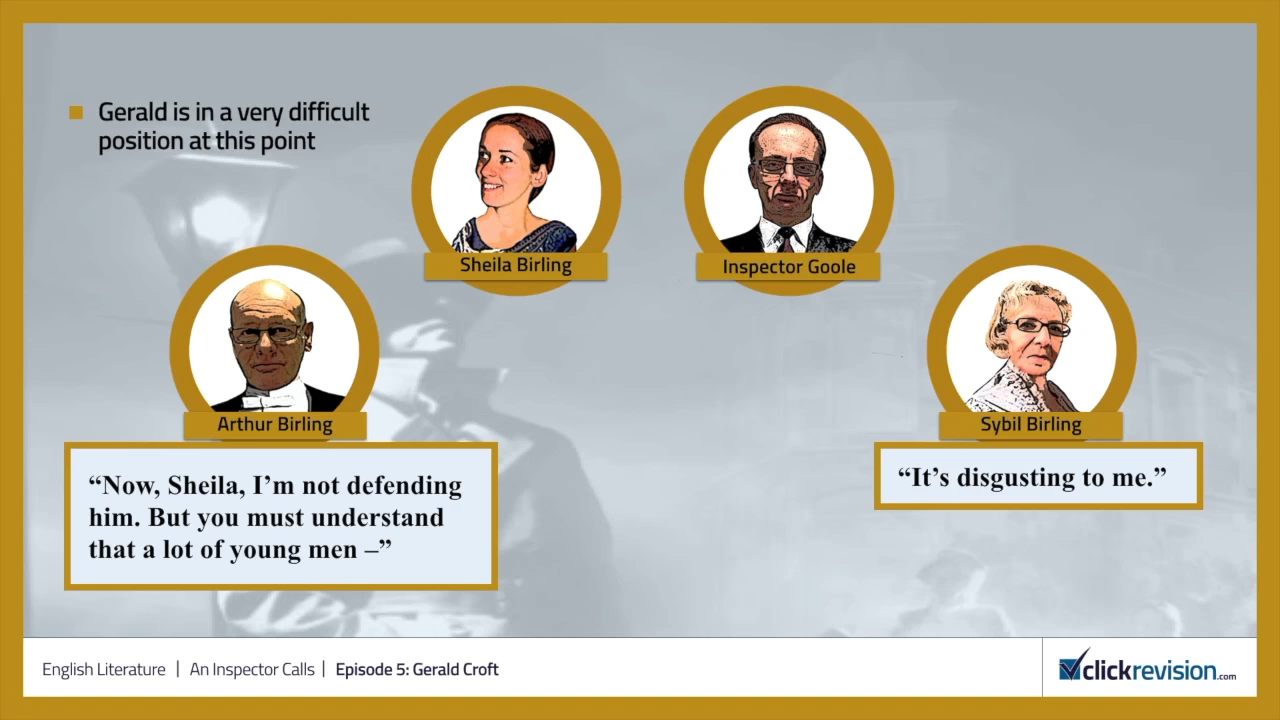 Gerald is in a very difficult
position at this point
Sheila Birling
Inspector Goole
Arthur Birling
Sybil Birling
“Now, Sheila, I’m not defending
him. But you must understand
that a lot of young men –”
“It’s disgusting to me.”
English Literature | An Inspector Calls | Episode 5: Gerald Croft
clickrevision.com